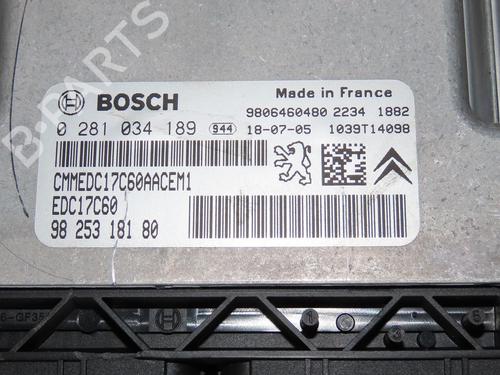 B-PARTS
BOSCH
Made in France
9806460480 2234 1882
0 281 034 189 944 18-07-05 1039T14098
CMMEDC17C60AACEM1
EDC17C60
98 253 181 80